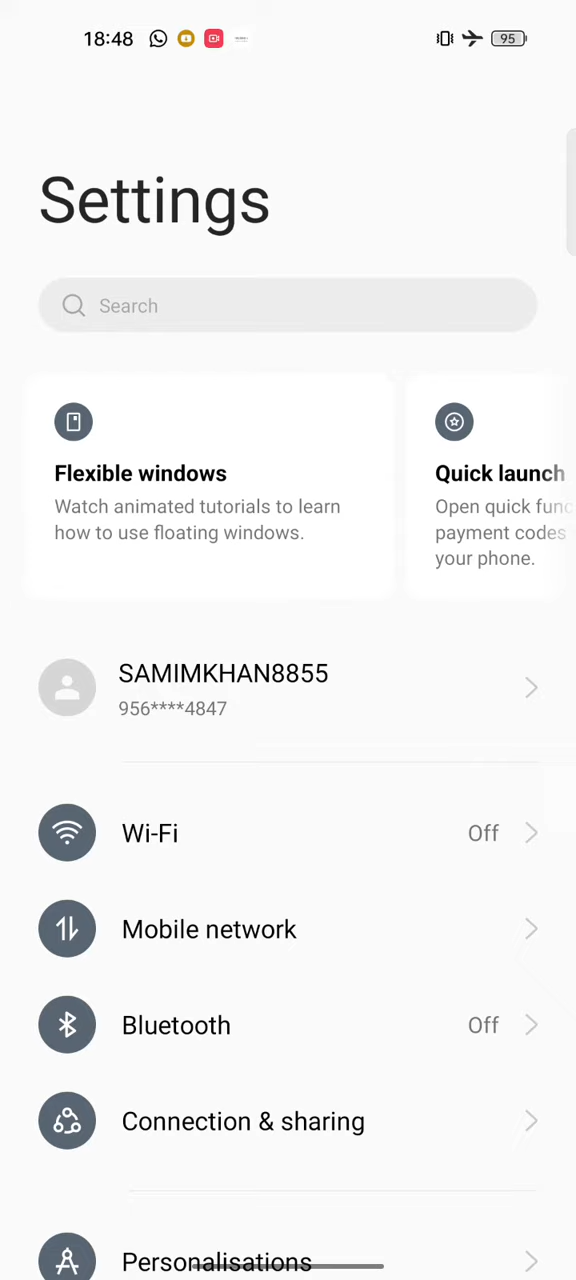 18:48
95
Settings
Search
Flexible windows
Watch animated tutorials to learn
how to use floating windows.
Quick launch
Open quick func
payment codes
your phone.
SAMIMKHAN8855
956****4847
Wi-Fi
Off
Mobile network
Bluetooth
Off
Connection & sharing
Personalisations